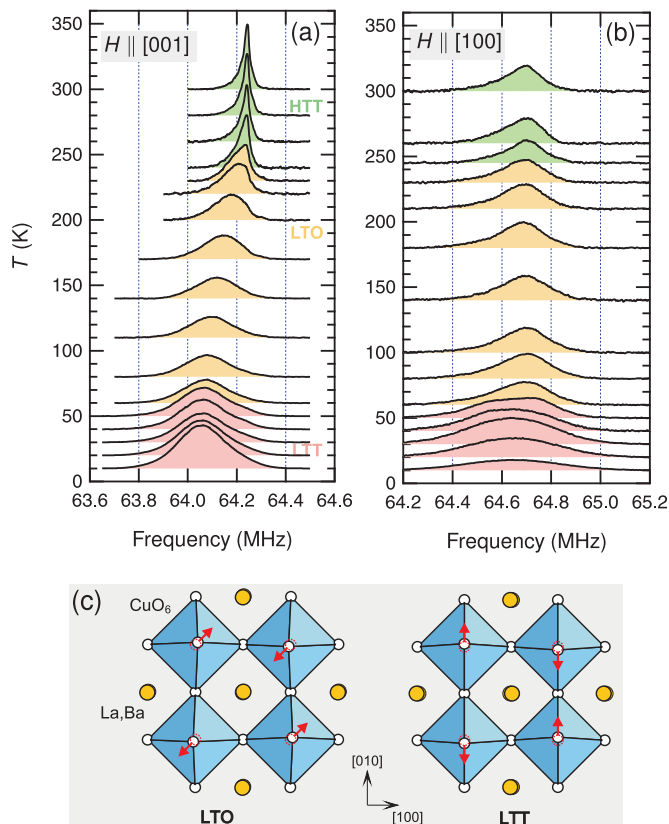 H || [001]
(a)
350
300
250
200
150
100
50
0
T (K)
HTT
LTO
LTT
63.6
63.8
64.0
64.2
64.4
64.6
Frequency (MHz)
H || [100]
(b)
350
300
250
200
150
100
50
0
64.2
64.4
64.6
64.8
65.0
65.2
Frequency (MHz)
(c)
CuO₆
La,Ba
LTO
[010]
[100]
LTT